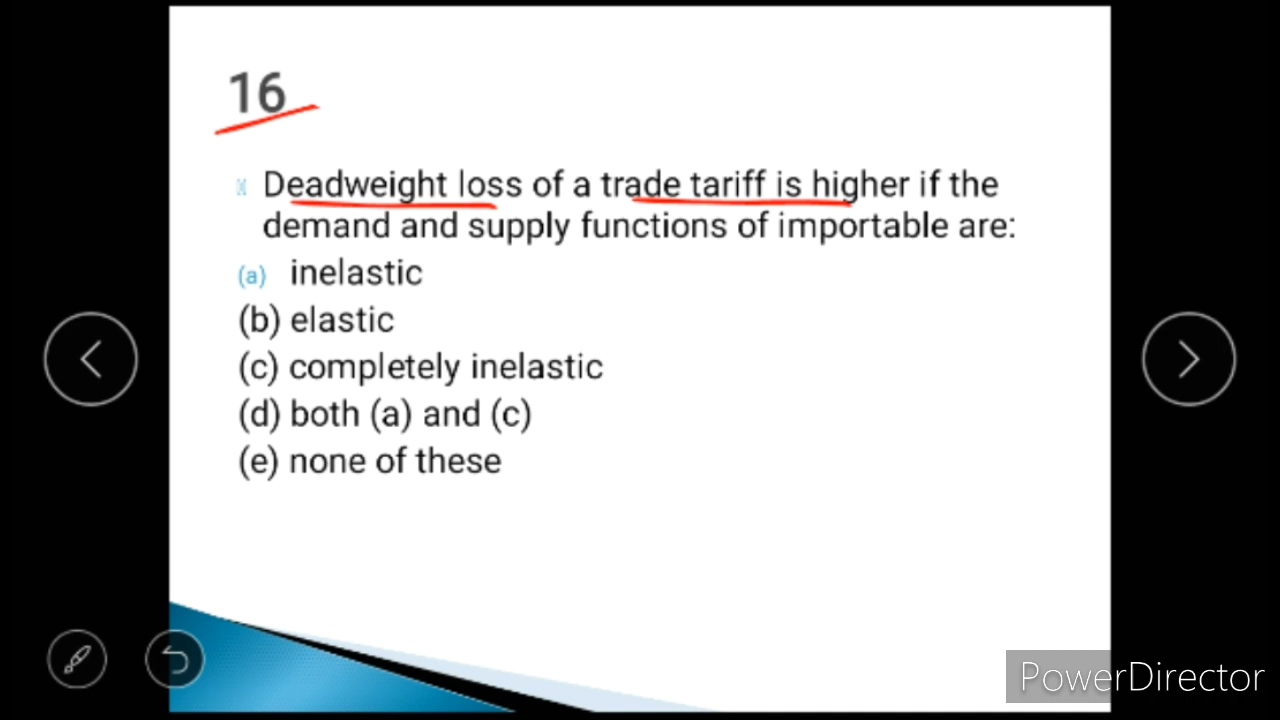 16
Deadweight loss of a trade tariff is higher if the
demand and supply functions of importable are:
(a) inelastic
(b) elastic
(c) completely inelastic
(d) both (a) and (c)
(e) none of these
PowerDirector